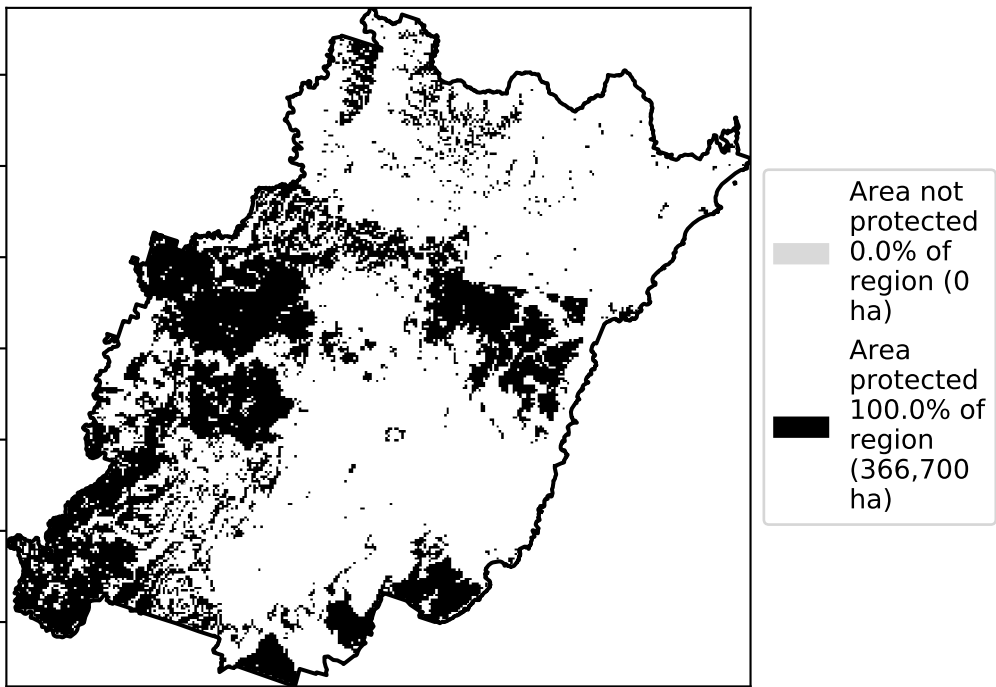 Area not
protected
0.0% of
region (0
ha)
Area
protected
100.0% of
region
(366,700
ha)